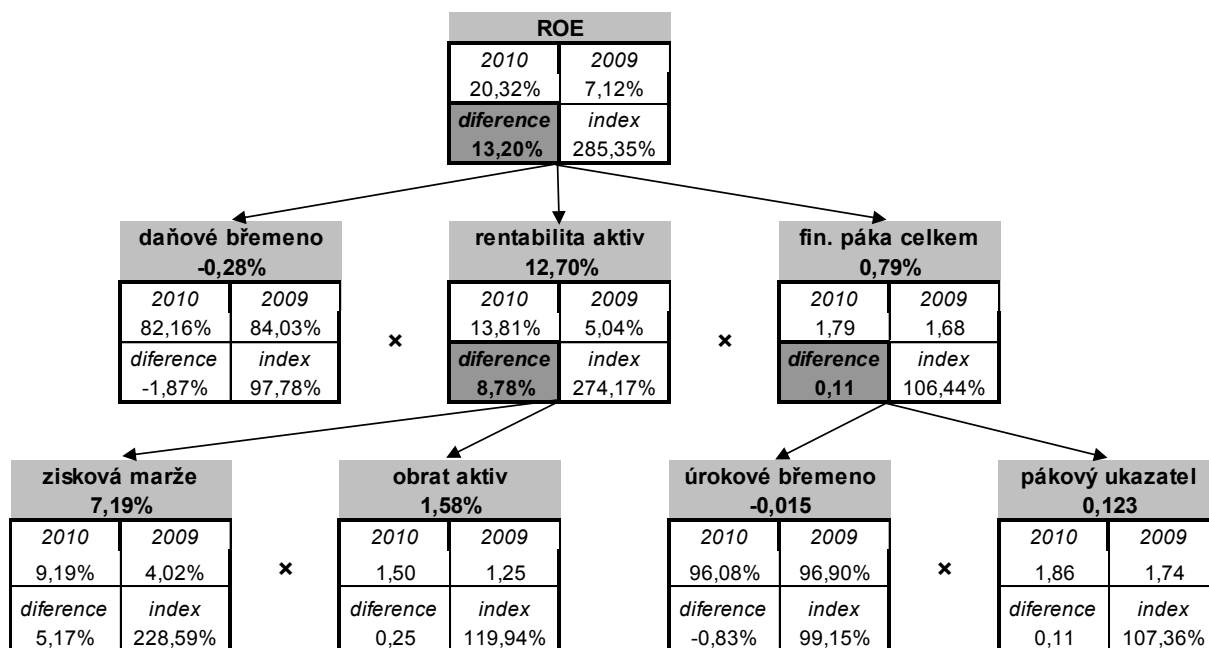 ROE
2010 2009
20,32% 7,12%
diference index
13,20% 285,35%
daňové břemeno rentabilita aktiv fin. páka celkem
-0,28% 12,70% 0,79%
2010 2009 2010 2009 2010 2009
82,16% 84,03% × 13,81% 5,04% × 1,79 1,68
diference index diference index diference index
-1,87% 97,78% 8,78% 274,17% 0,11 106,44%
zisková marže obrat aktiv úrokové břemeno pákový ukazatel
7,19% 1,58% -0,015 0,123
2010 2009 2010 2009 2010 2009 2010 2009
9,19% 4,02% × 1,50 1,25 96,08% 96,90% × 1,86 1,74
diference index diference index diference index diference index
5,17% 228,59% 0,25 119,94% -0,83% 99,15% 0,11 107,36%